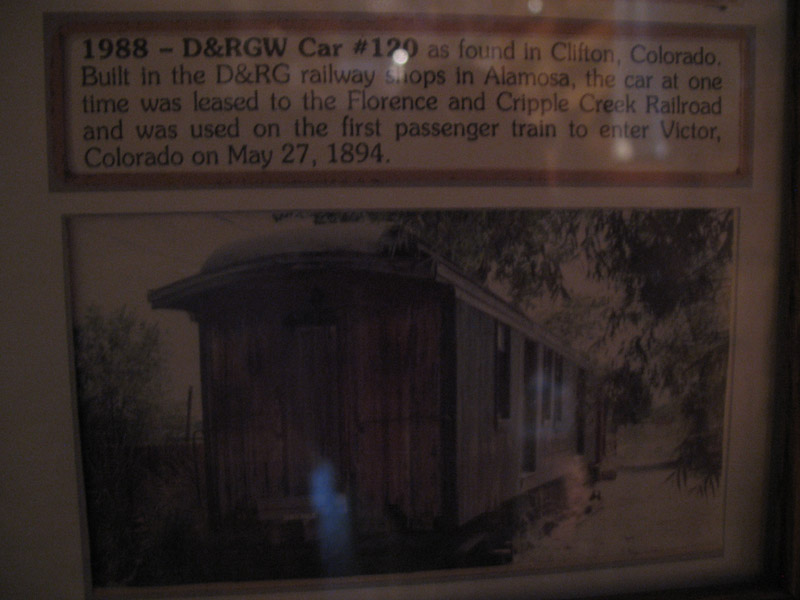 1988 – D&RGW Car #120 as found in Clifton, Colorado.
Built in the D&RG railway shops in Alamosa, the car at one
time was leased to the Florence and Cripple Creek Railroad
and was used on the first passenger train to enter Victor,
Colorado on May 27, 1894.